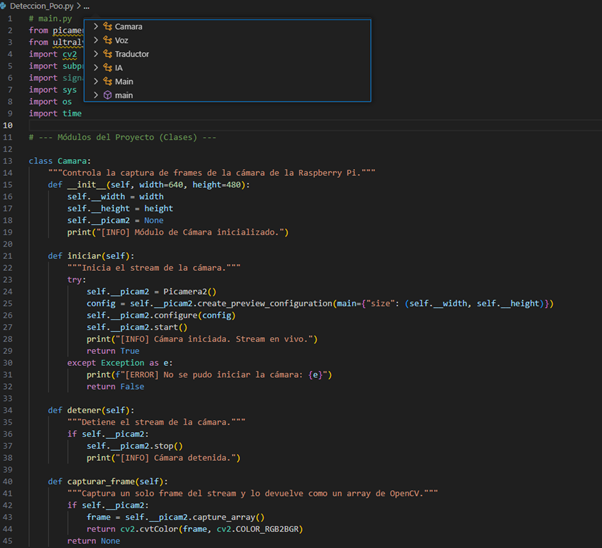 Deteccion_Poo.py > ...
1 # main.py
2 from picame
3 from ultral
4 import cv2
5 import subp
6 import signa
7 import sys
8 import os
9 import time
10
11 # --- Módulos del Proyecto (Clases) ---
12
13 class Camara:
14 """Controla la captura de frames de la cámara de la Raspberry Pi."""
15 def __init__(self, width=640, height=480):
16 self.__width = width
17 self.__height = height
18 self.__picam2 = None
19 print("[INFO] Módulo de Cámara inicializado.")
20
21 def iniciar(self):
22 """Inicia el stream de la cámara."""
23 try:
24 self.__picam2 = Picamera2()
25 config = self.__picam2.create_preview_configuration(main={"size": (self.__width, self.__height)})
26 self.__picam2.configure(config)
27 self.__picam2.start()
28 print("[INFO] Cámara iniciada. Stream en vivo.")
29 return True
30 except Exception as e:
31 print(f"[ERROR] No se pudo iniciar la cámara: {e}")
32 return False
33
34 def detener(self):
35 """Detiene el stream de la cámara."""
36 if self.__picam2:
37 self.__picam2.stop()
38 print("[INFO] Cámara detenida.")
39
40 def capturar_frame(self):
41 """Captura un solo frame del stream y lo devuelve como un array de OpenCV."""
42 if self.__picam2:
43 frame = self.__picam2.capture_array()
44 return cv2.cvtColor(frame, cv2.COLOR_RGB2BGR)
45 return None
Camara
Voz
Traductor
IA
Main
main